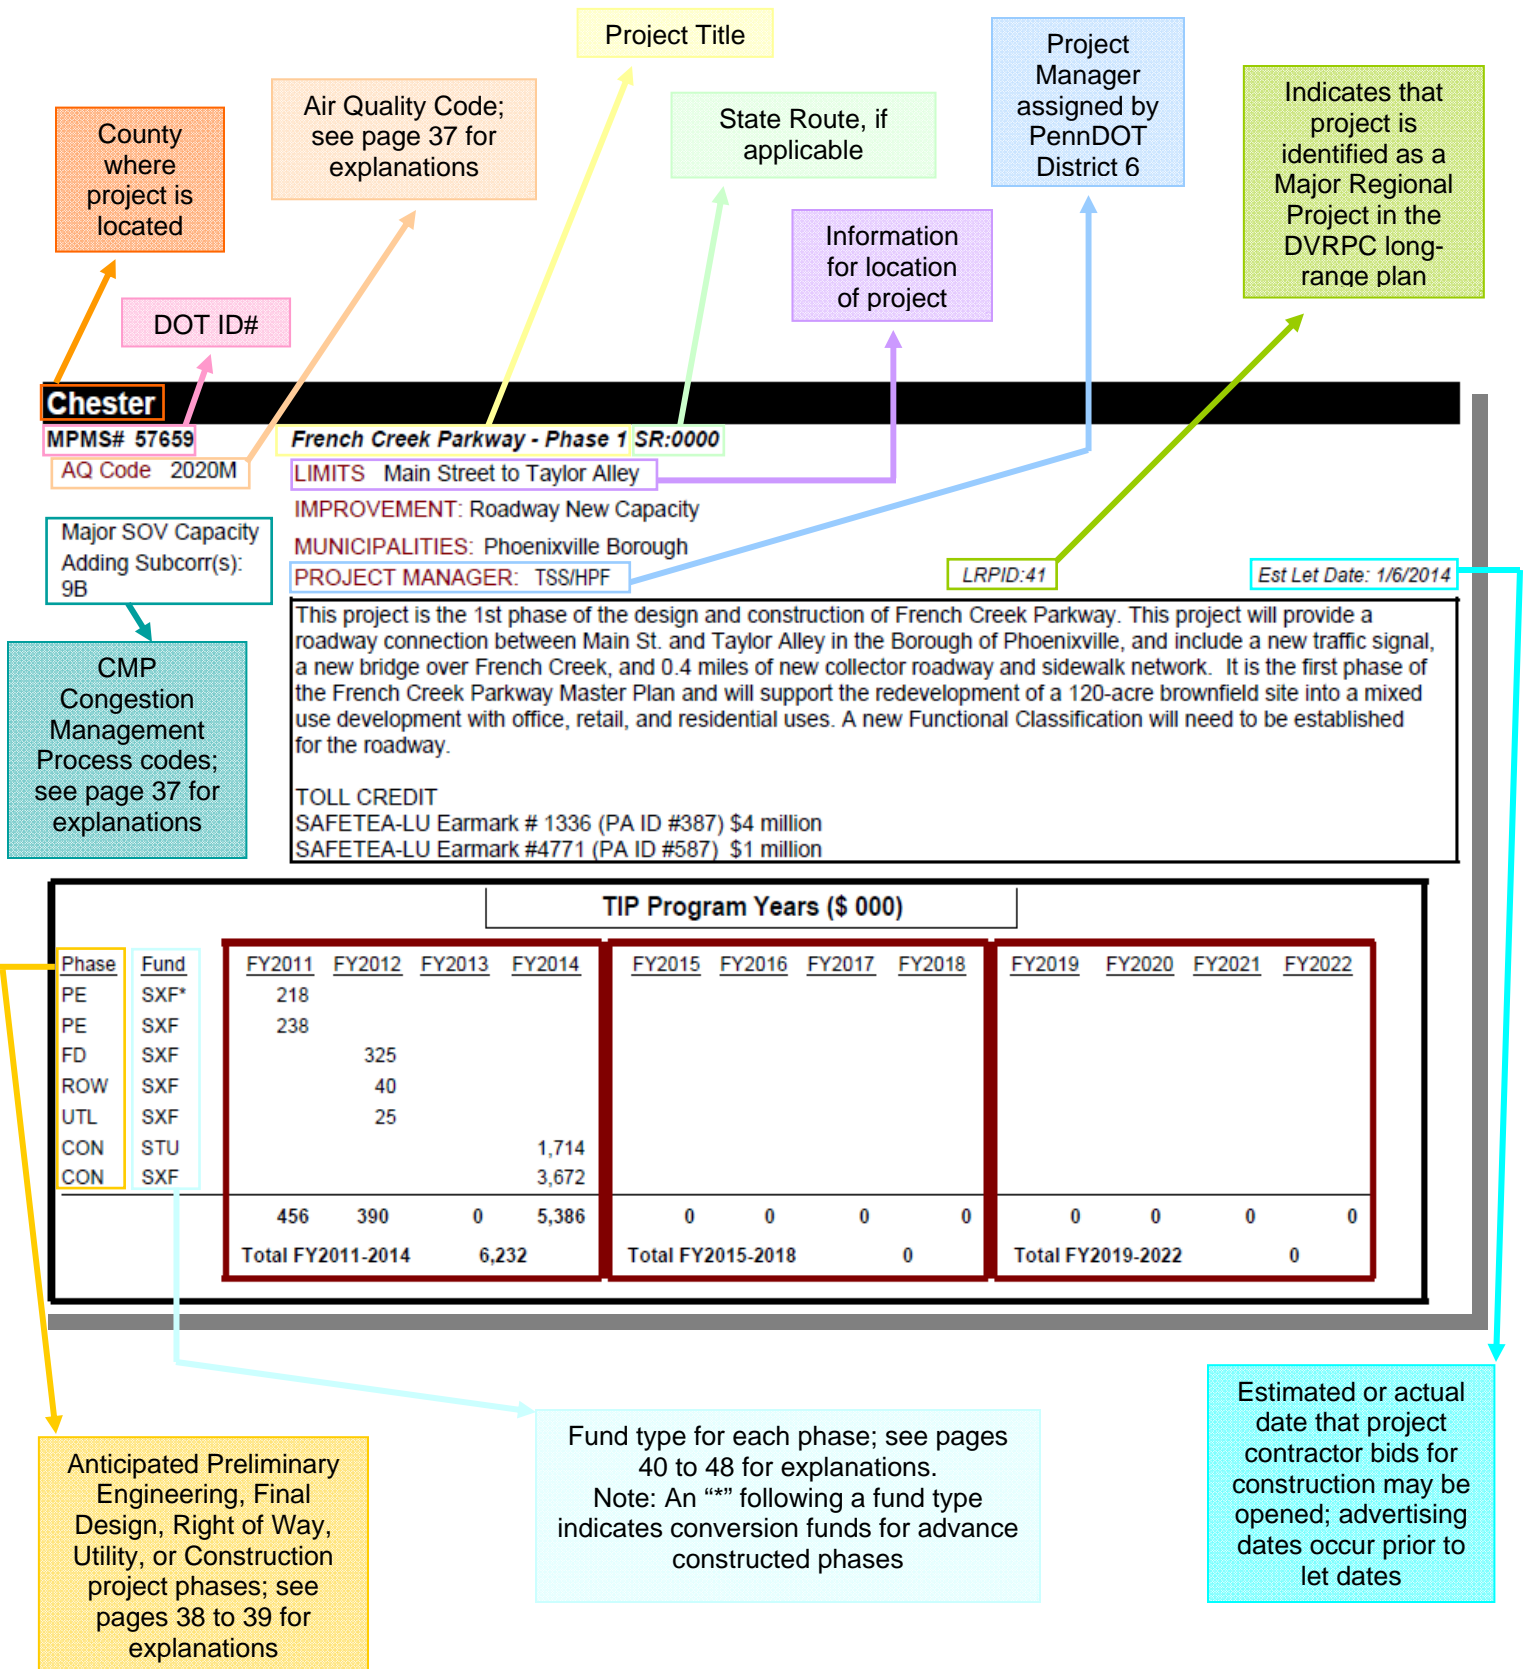 Project Title
Project
Manager
assigned by
PennDOT
District 6
Indicates that
project is
identified as a
Major Regional
Project in the
DVRPC long-
range plan
Air Quality Code;
see page 37 for
explanations
State Route, if
applicable
County
where
project is
located
Information
for location
of project
DOT ID#
Chester
MPMS# 57659 French Creek Parkway - Phase 1 SR:0000
AQ Code 2020M LIMITS Main Street to Taylor Alley
IMPROVEMENT: Roadway New Capacity
Major SOV Capacity
Adding Subcorr(s):
9B
MUNICIPALITIES: Phoenixville Borough
PROJECT MANAGER: TSS/HPF LRPID:41 Est Let Date: 1/6/2014
This project is the 1st phase of the design and construction of French Creek Parkway. This project will provide a
roadway connection between Main St. and Taylor Alley in the Borough of Phoenixville, and include a new traffic signal,
a new bridge over French Creek, and 0.4 miles of new collector roadway and sidewalk network. It is the first phase of
the French Creek Parkway Master Plan and will support the redevelopment of a 120-acre brownfield site into a mixed
use development with office, retail, and residential uses. A new Functional Classification will need to be established
for the roadway.
TOLL CREDIT
SAFETEA-LU Earmark # 1336 (PA ID #387) $4 million
SAFETEA-LU Earmark #4771 (PA ID #587) $1 million
CMP
Congestion
Management
Process codes;
see page 37 for
explanations
TIP Program Years ($ 000)
Phase Fund FY2011 FY2012 FY2013 FY2014 FY2015 FY2016 FY2017 FY2018 FY2019 FY2020 FY2021 FY2022
PE SXF* 218
PE SXF 238
FD SXF 325
ROW SXF 40
UTL SXF 25
CON STU 1,714
CON SXF 3,672
456 390 0 5,386 0 0 0 0 0 0 0 0
Total FY2011-2014 6,232 Total FY2015-2018 0 Total FY2019-2022 0
Anticipated Preliminary
Engineering, Final
Design, Right of Way,
Utility, or Construction
project phases; see
pages 38 to 39 for
explanations
Fund type for each phase; see pages
40 to 48 for explanations.
Note: An “*” following a fund type
indicates conversion funds for advance
constructed phases
Estimated or actual
date that project
contractor bids for
construction may be
opened; advertising
dates occur prior to
let dates